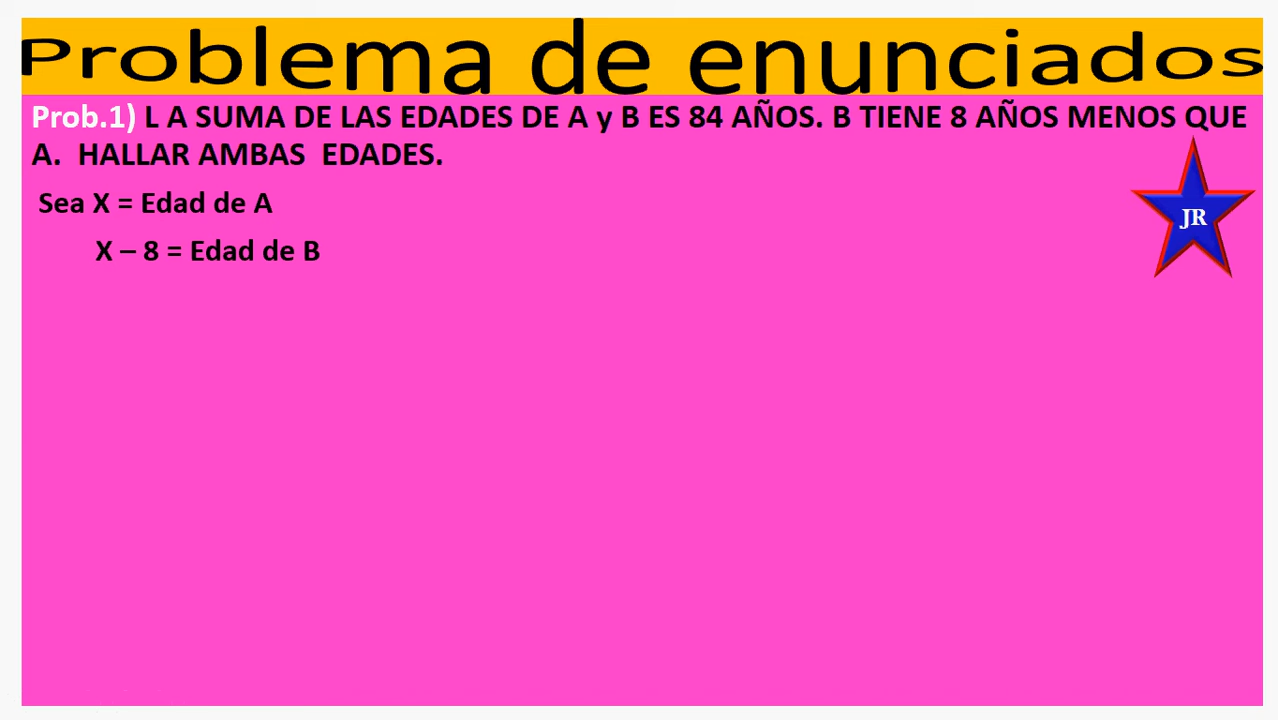 Problema de enunciados
Prob.1) L A SUMA DE LAS EDADES DE A y B ES 84 AÑOS. B TIENE 8 AÑOS MENOS QUE
A. HALLAR AMBAS EDADES.
Sea X = Edad de A
X – 8 = Edad de B
JR